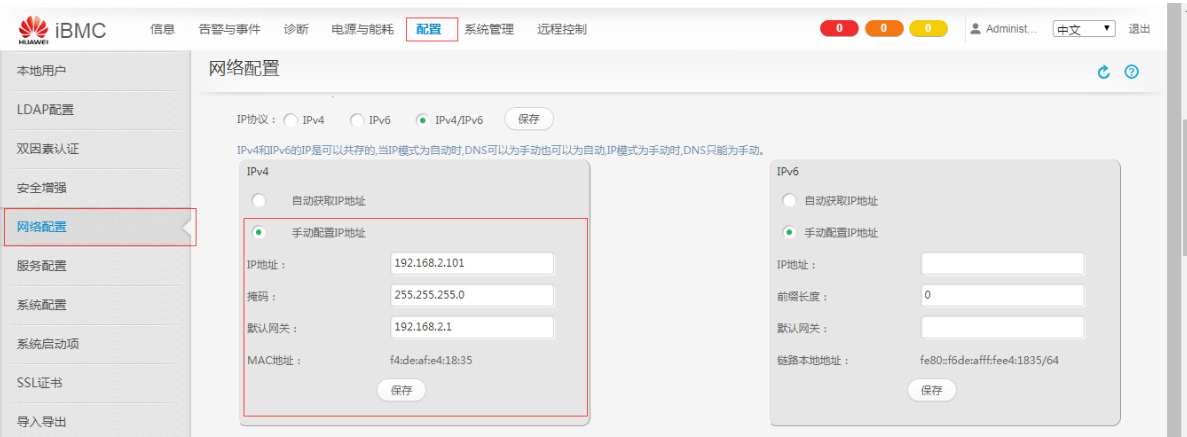 HUAWEI
iBMC 信息 告警与事件 诊断 电源与能耗 配置 系统管理 远程控制 0 0 0 Administ... 中文 退出
本地用户
LDAP配置
双因素认证
安全增强
网络配置
服务配置
系统配置
系统启动项
SSL证书
导入导出
网络配置
IP协议： IPv4 IPv6 IPv4/IPv6 保存
IPv4和IPv6的IP是可以共存的,当IP模式为自动时,DNS可以为手动也可以为自动,IP模式为手动时,DNS只能为手动。
IPv4
自动获取IP地址
手动配置IP地址
IP地址： 192.168.2.101
掩码： 255.255.255.0
默认网关： 192.168.2.1
MAC地址： f4:de:af:e4:18:35
保存
IPv6
自动获取IP地址
手动配置IP地址
IP地址：
前缀长度： 0
默认网关：
链路本地地址： fe80::f6de:afff:fee4:1835/64
保存